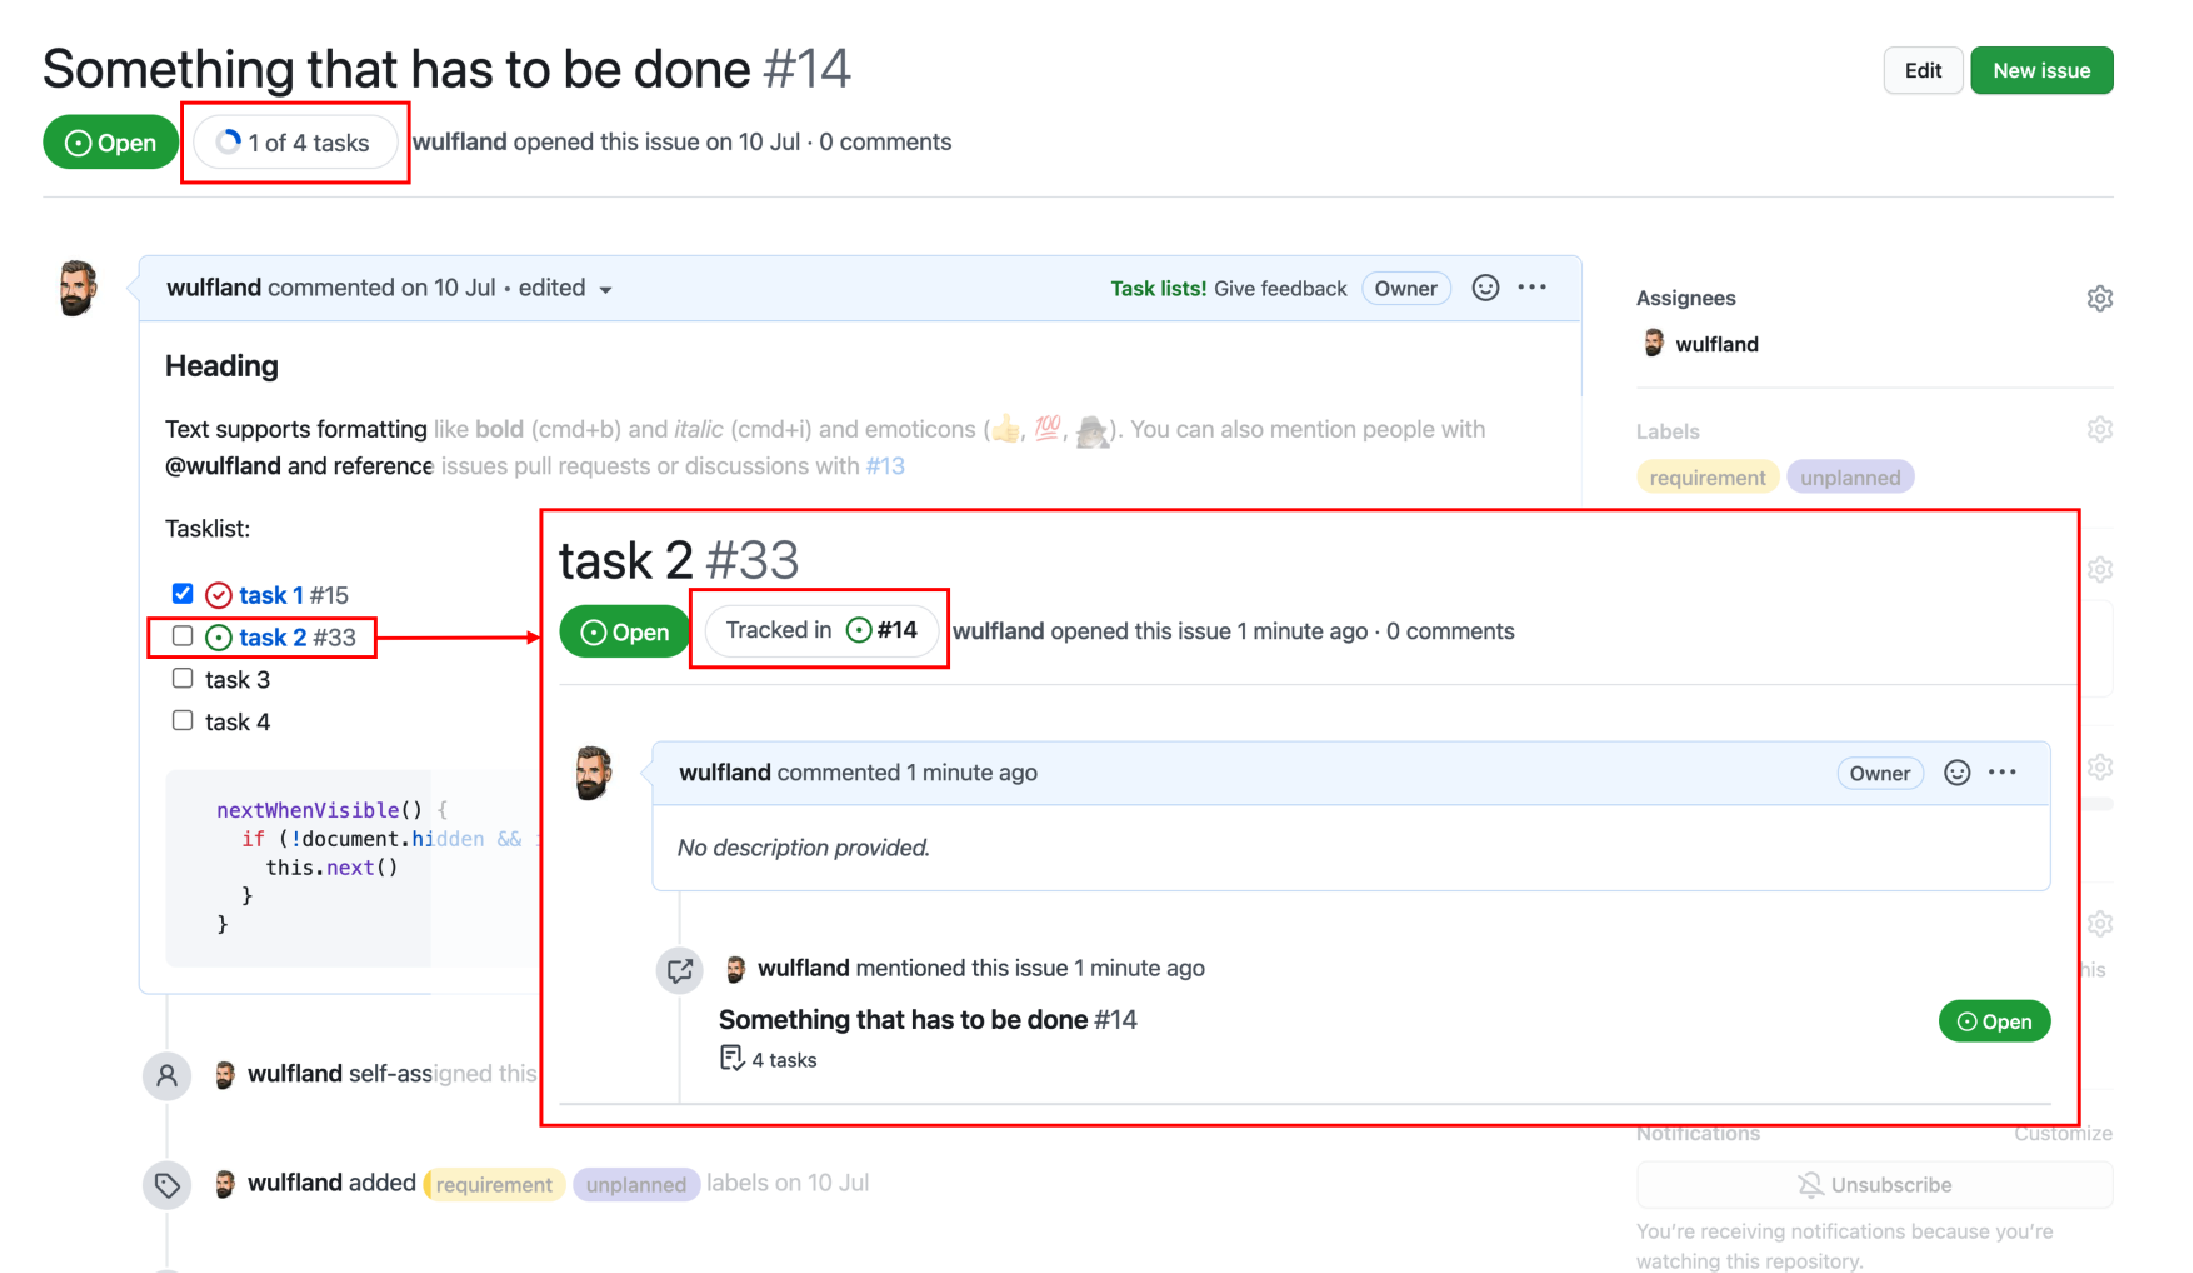 Something that has to be done #14
Edit
New issue
Open
1 of 4 tasks
wulfland opened this issue on 10 Jul · 0 comments
wulfland commented on 10 Jul • edited
Task lists! Give feedback
Owner
Assignees
wulfland
Heading
Text supports formatting like bold (cmd+b) and italic (cmd+i) and emoticons (👍, 💯, ). You can also mention people with
@wulfland and reference issues pull requests or discussions with #13
Labels
requirement unplanned
Tasklist:
task 1 #15
task 2 #33
task 3
task 4
nextWhenVisible() {
if (!document.hidden &&
this.next()
}
}
task 2 #33
Open
Tracked in #14
wulfland opened this issue 1 minute ago · 0 comments
wulfland commented 1 minute ago
Owner
No description provided.
wulfland mentioned this issue 1 minute ago
Something that has to be done #14
Open
4 tasks
his
wulfland self-assigned this
wulfland added requirement unplanned labels on 10 Jul
Notifications
Customize
Unsubscribe
You're receiving notifications because you're
watching this repository.